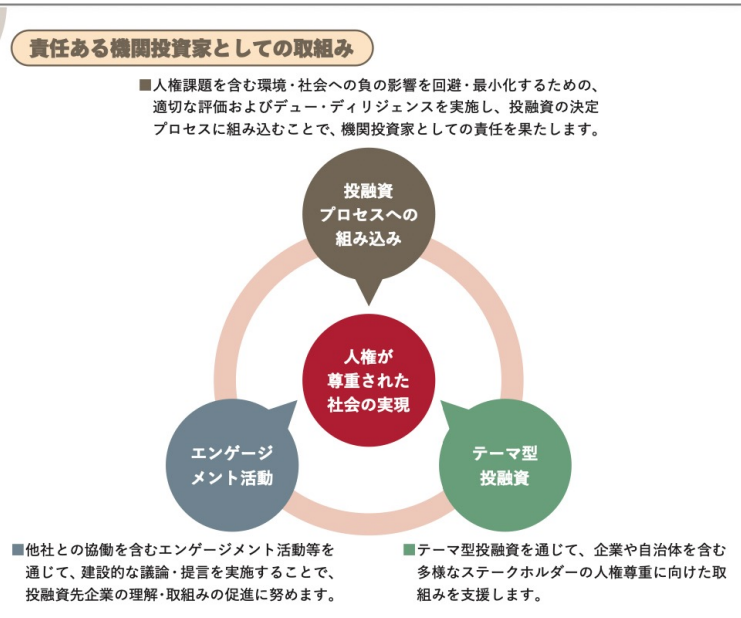 責任ある機関投資家としての取組み
■人権課題を含む環境・社会への負の影響を回避・最小化するための、
適切な評価およびデュー・ディリジェンスを実施し、投融資の決定
プロセスに組み込むことで、機関投資家としての責任を果たします。
投融資
プロセスへの
組み込み
人権が
尊重された
社会の実現
エンゲージ
メント活動
テーマ型
投融資
■他社との協働を含むエンゲージメント活動等を
通じて、建設的な議論・提言を実施することで、
投融資先企業の理解・取組みの促進に努めます。
■テーマ型投融資を通じて、企業や自治体を含む
多様なステークホルダーの人権尊重に向けた取
組みを支援します。